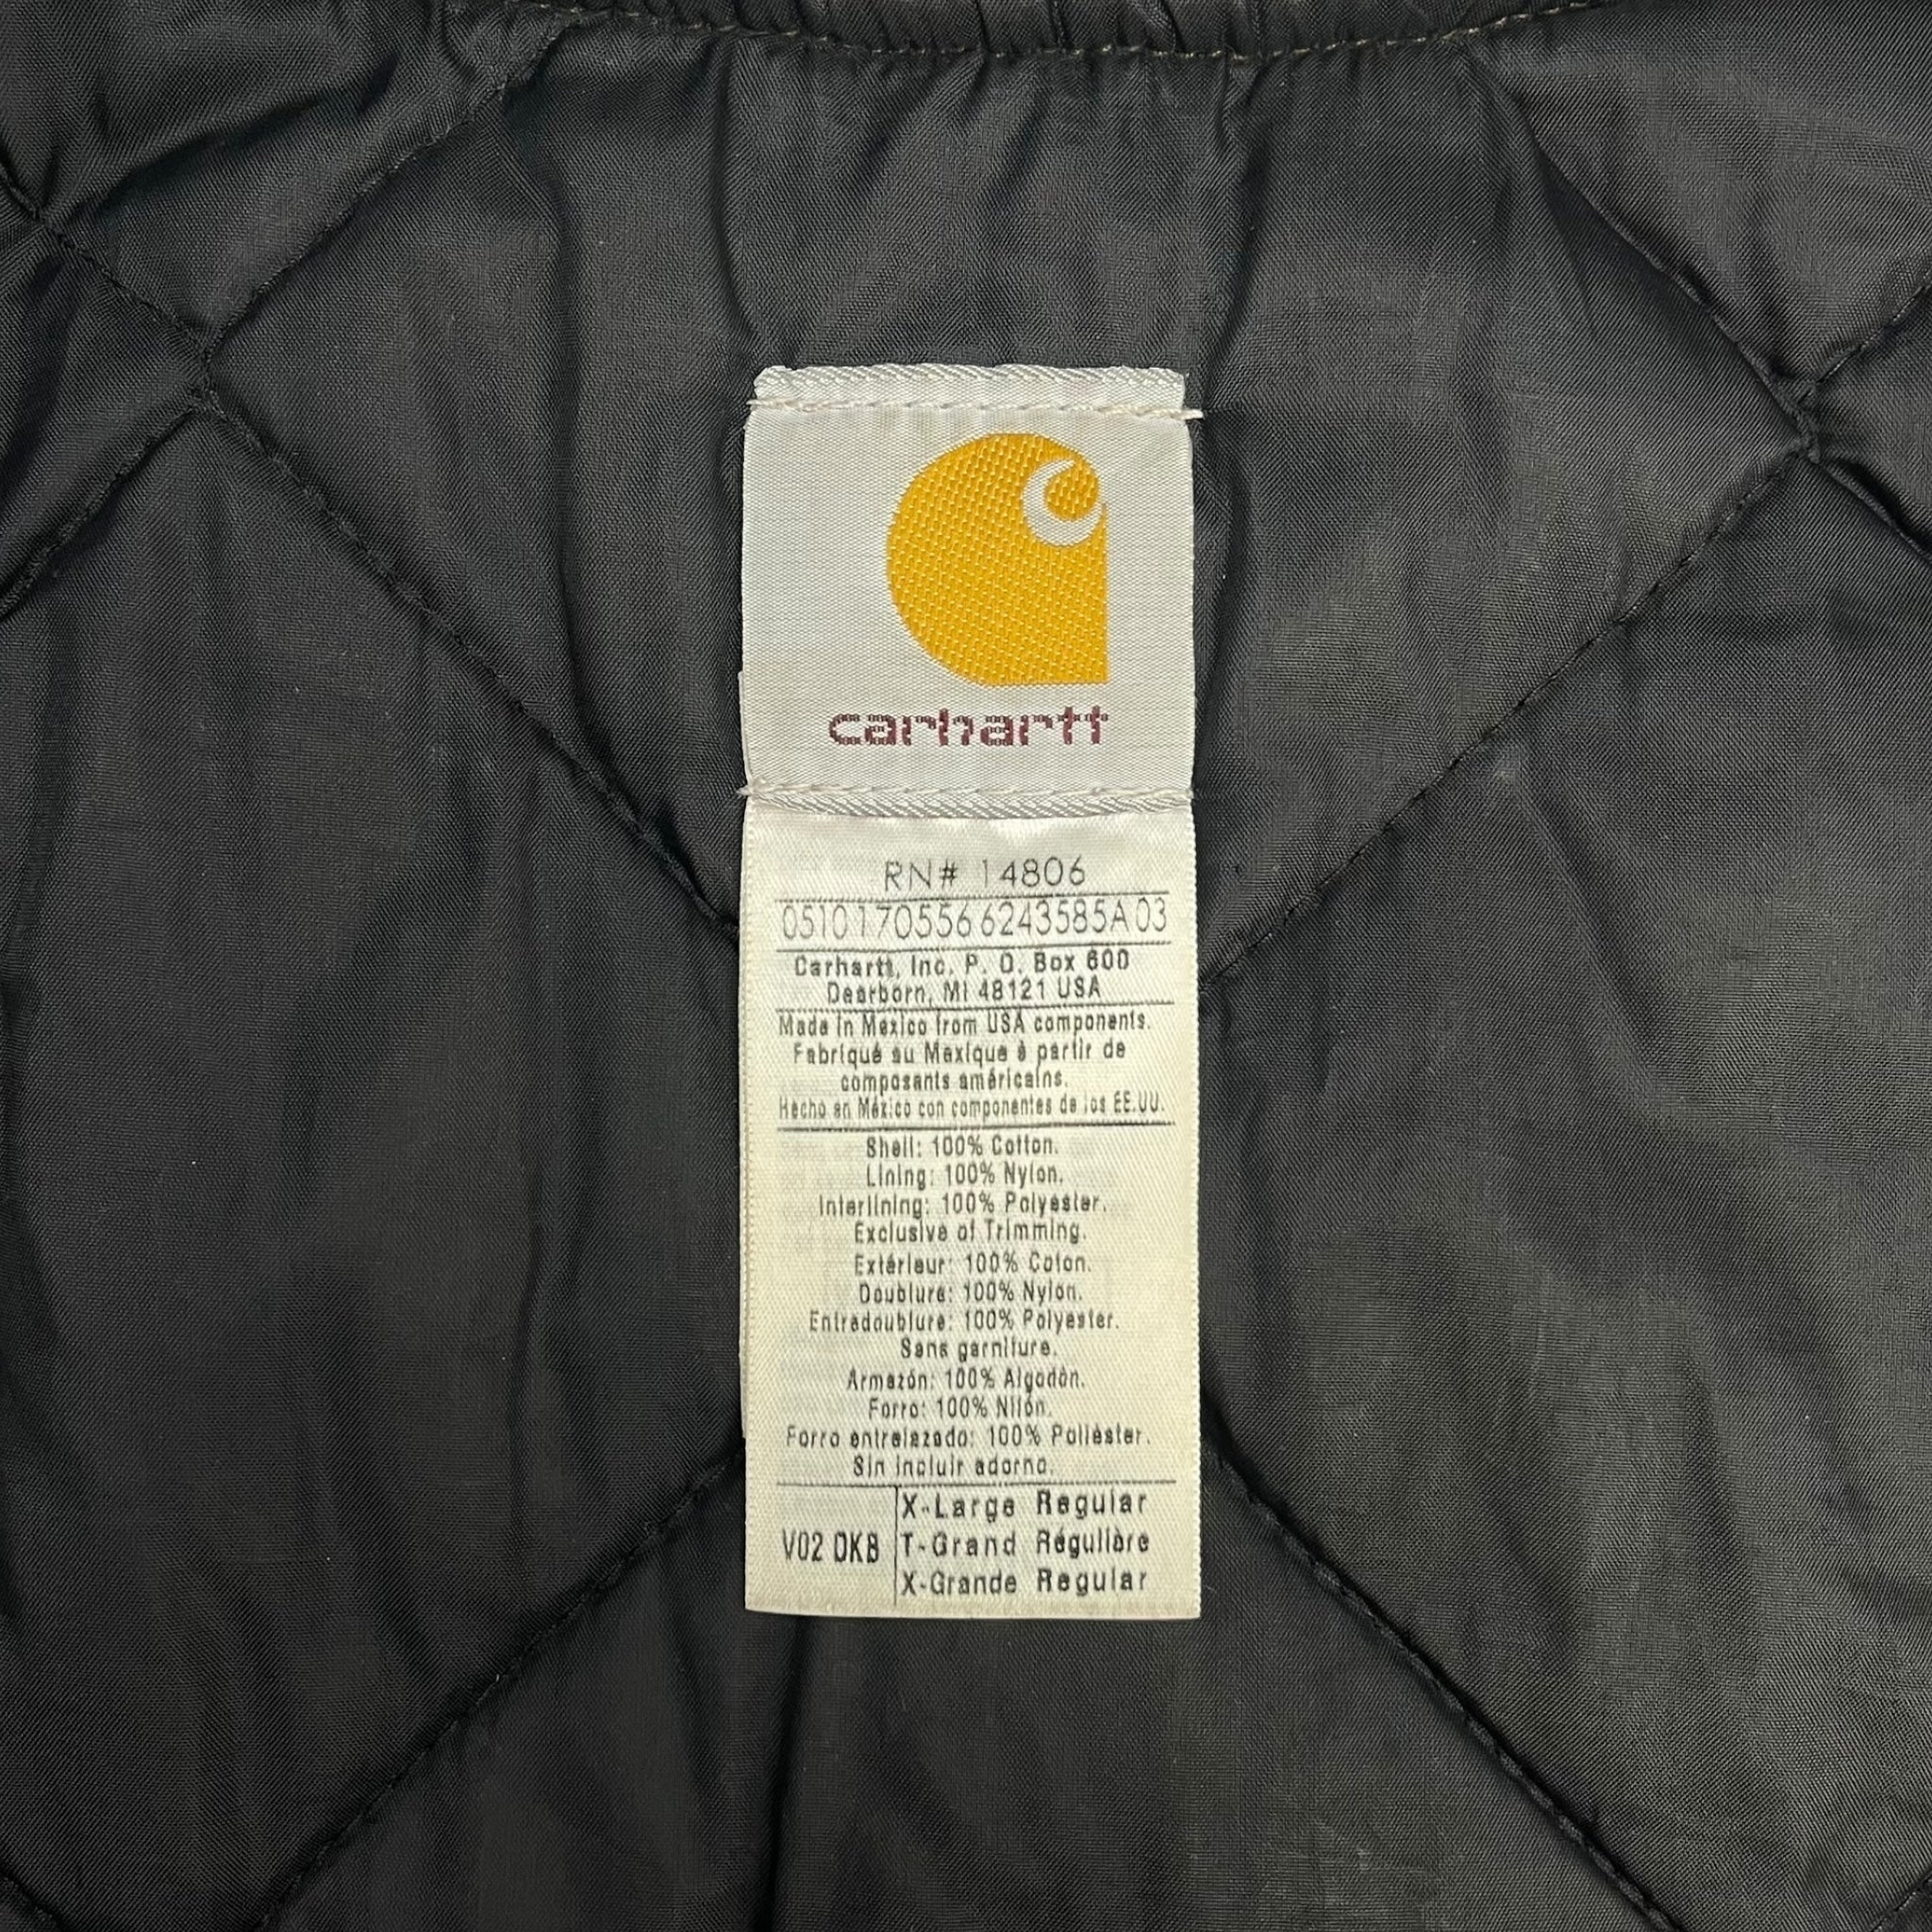 carhartt
RN# 14806
0510170556 6243585A 03
Carhartt, Inc. P. O. Box 600
Dearborn, MI 48121 USA
Made in Mexico from USA components.
Fabriqué au Mexique à partir de
composants américains.
Hecho en México con componentes de los EE.UU.
Shell: 100% Cotton.
Lining: 100% Nylon.
Interlining: 100% Polyester.
Exclusive of Trimming.
Extérieur: 100% Coton.
Doublure: 100% Nylon.
Entredoublure: 100% Polyester.
Sans garniture.
Armazón: 100% Algodón.
Forro: 100% Nilón.
Forro entrelazado: 100% Poliéster.
Sin incluir adorno.
X-Large Regular
V02 DKB T-Grand Régulière
X-Grande Regular